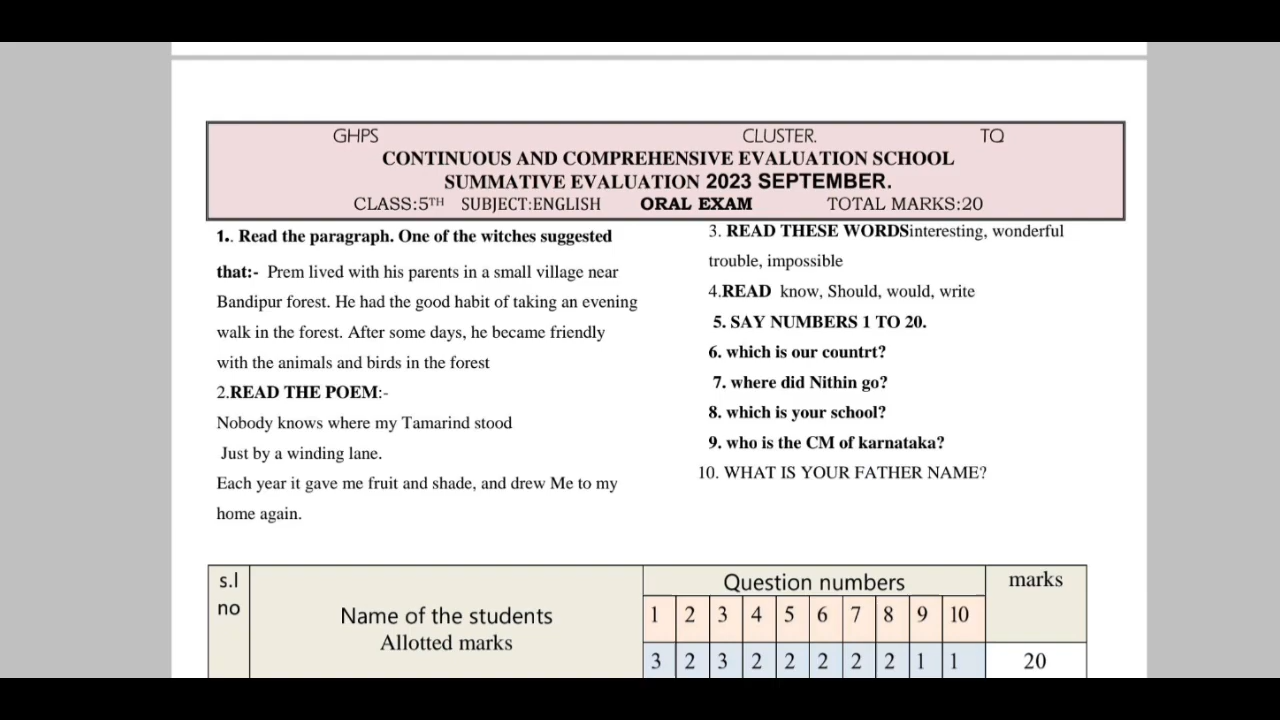 GHPS CLUSTER. TQ
CONTINUOUS AND COMPREHENSIVE EVALUATION SCHOOL
SUMMATIVE EVALUATION 2023 SEPTEMBER.
CLASS:5TH SUBJECT:ENGLISH ORAL EXAM TOTAL MARKS:20
1.. Read the paragraph. One of the witches suggested
that:- Prem lived with his parents in a small village near
Bandipur forest. He had the good habit of taking an evening
walk in the forest. After some days, he became friendly
with the animals and birds in the forest
2.READ THE POEM:-
Nobody knows where my Tamarind stood
Just by a winding lane.
Each year it gave me fruit and shade, and drew Me to my
home again.
3. READ THESE WORDSinteresting, wonderful
trouble, impossible
4.READ know, Should, would, write
5. SAY NUMBERS 1 TO 20.
6. which is our countrt?
7. where did Nithin go?
8. which is your school?
9. who is the CM of karnataka?
10. WHAT IS YOUR FATHER NAME?
s.l
no
Name of the students
Allotted marks
Question numbers
marks
1 2 3 4 5 6 7 8 9 10
3 2 3 2 2 2 2 2 1 1 20